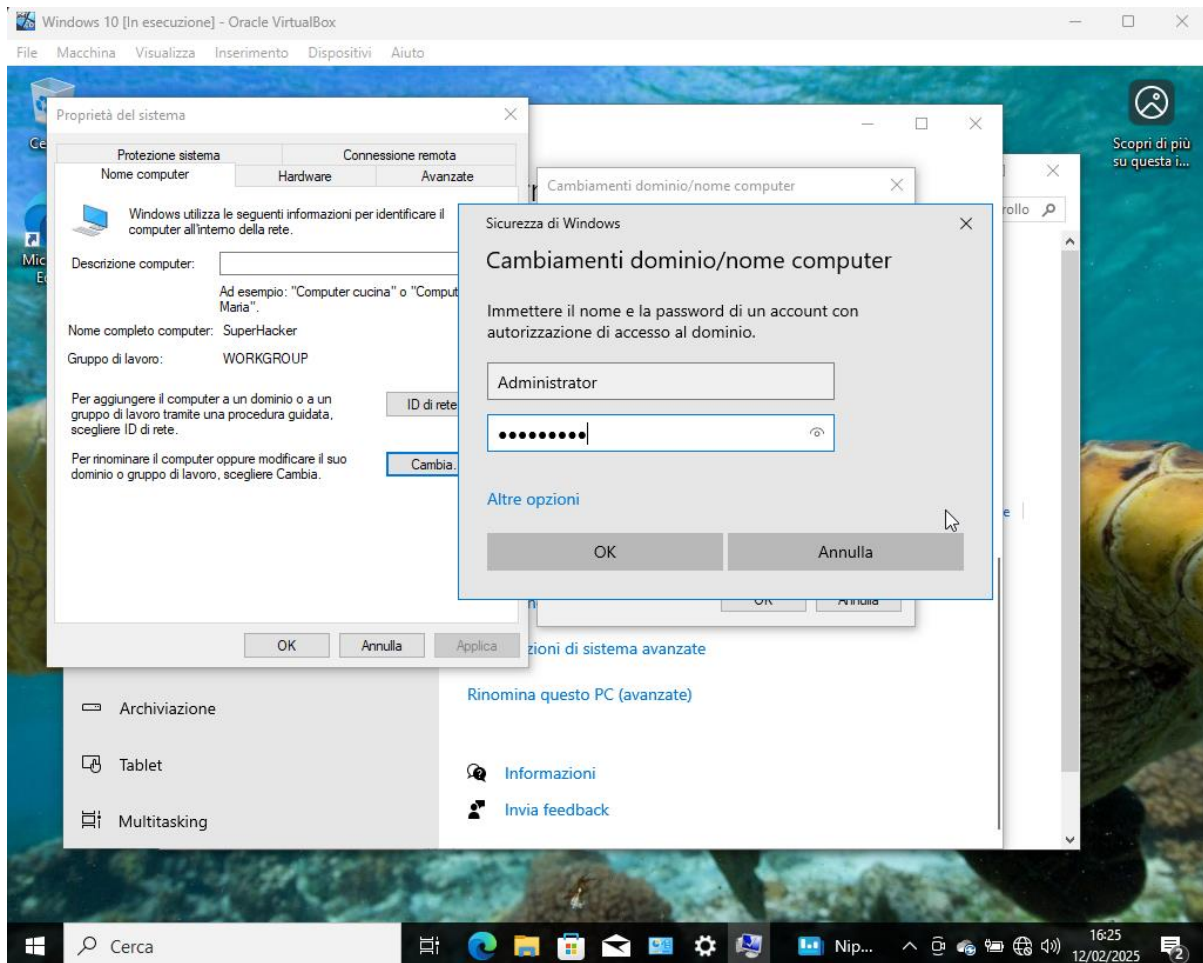 Windows 10 [In esecuzione] - Oracle VirtualBox
File Macchina Visualizza Inserimento Dispositivi Aiuto
Scopri di più
su questa i...
Proprietà del sistema
Protezione sistema Connessione remota
Nome computer Hardware Avanzate
Windows utilizza le seguenti informazioni per identificare il
computer all'interno della rete.
Descrizione computer:
Ad esempio: "Computer cucina" o "Comput
Maria".
Nome completo computer: SuperHacker
Gruppo di lavoro: WORKGROUP
Per aggiungere il computer a un dominio o a un
gruppo di lavoro tramite una procedura guidata,
scegliere ID di rete.
ID di rete
Per rinominare il computer oppure modificare il suo
dominio o gruppo di lavoro, scegliere Cambia.
Cambia.
OK Annulla Applica
Cambiamenti dominio/nome computer
Sicurezza di Windows
Cambiamenti dominio/nome computer
Immettere il nome e la password di un account con
autorizzazione di accesso al dominio.
Administrator
Altre opzioni
OK Annulla
rollo
zioni di sistema avanzate
Rinomina questo PC (avanzate)
Informazioni
Invia feedback
Archiviazione
Tablet
Multitasking
Cerca
Nip...
16:25
12/02/2025
2